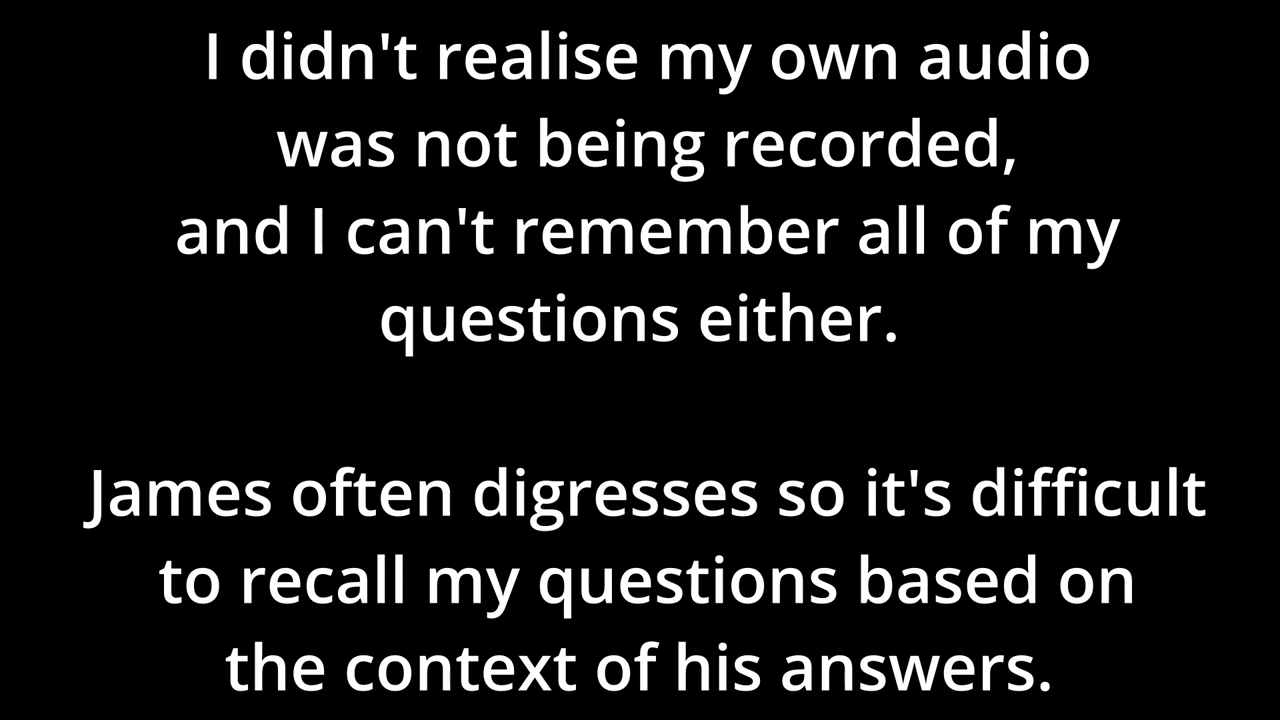 I didn't realise my own audio
was not being recorded,
and I can't remember all of my
questions either.
James often digresses so it's difficult
to recall my questions based on
the context of his answers.